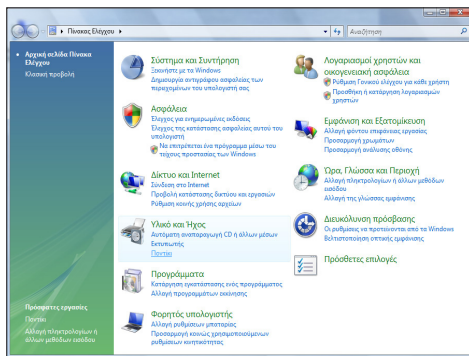 Πίνακας Ελέγχου
Αναζήτηση
Αρχική σελίδα Πίνακα
Ελέγχου
Κλασική προβολή
Σύστημα και Συντήρηση
Ξεκινήστε με τα Windows
Δημιουργία αντιγράφου ασφαλείας των
περιεχομένων του υπολογιστή σας
Ασφάλεια
Έλεγχος για ενημερωμένες εκδόσεις
Έλεγχος της κατάστασης ασφαλείας αυτού του
υπολογιστή
Να επιτρέπεται ένα πρόγραμμα μέσω του
τείχους προστασίας των Windows
Δίκτυο και Internet
Σύνδεση στο Internet
Προβολή κατάστασης δικτύου και εργασιών
Ρύθμιση κοινής χρήσης αρχείων
Υλικό και Ήχος
Αυτόματη αναπαραγωγή CD ή άλλων μέσων
Εκτυπωτής
Ποντίκι
Προγράμματα
Κατάργηση εγκατάστασης ενός προγράμματος
Αλλαγή προγραμμάτων εκκίνησης
Φορητός υπολογιστής
Αλλαγή ρυθμίσεων μπαταρίας
Προσαρμογή κοινώς χρησιμοποιούμενων
ρυθμίσεων κινητικότητας
Λογαριασμοί χρηστών και
οικογενειακή ασφάλεια
Ρύθμιση Γονικού ελέγχου για κάθε χρήστη
Προσθήκη ή κατάργηση λογαριασμών
χρηστών
Εμφάνιση και Εξατομίκευση
Αλλαγή φόντου επιφάνειας εργασίας
Προσαρμογή χρωμάτων
Προσαρμογή ανάλυσης οθόνης
Ώρα, Γλώσσα και Περιοχή
Αλλαγή πληκτρολογίων ή άλλων μεθόδων
εισόδου
Αλλαγή της γλώσσας εμφάνισης
Διευκόλυνση πρόσβασης
Οι ρυθμίσεις να προτείνονται από τα Windows
Βελτιστοποίηση οπτικής εμφάνισης
Πρόσθετες επιλογές
Πρόσφατες εργασίες
Ποντίκι
Αλλαγή πληκτρολογίων ή
άλλων μεθόδων εισόδου